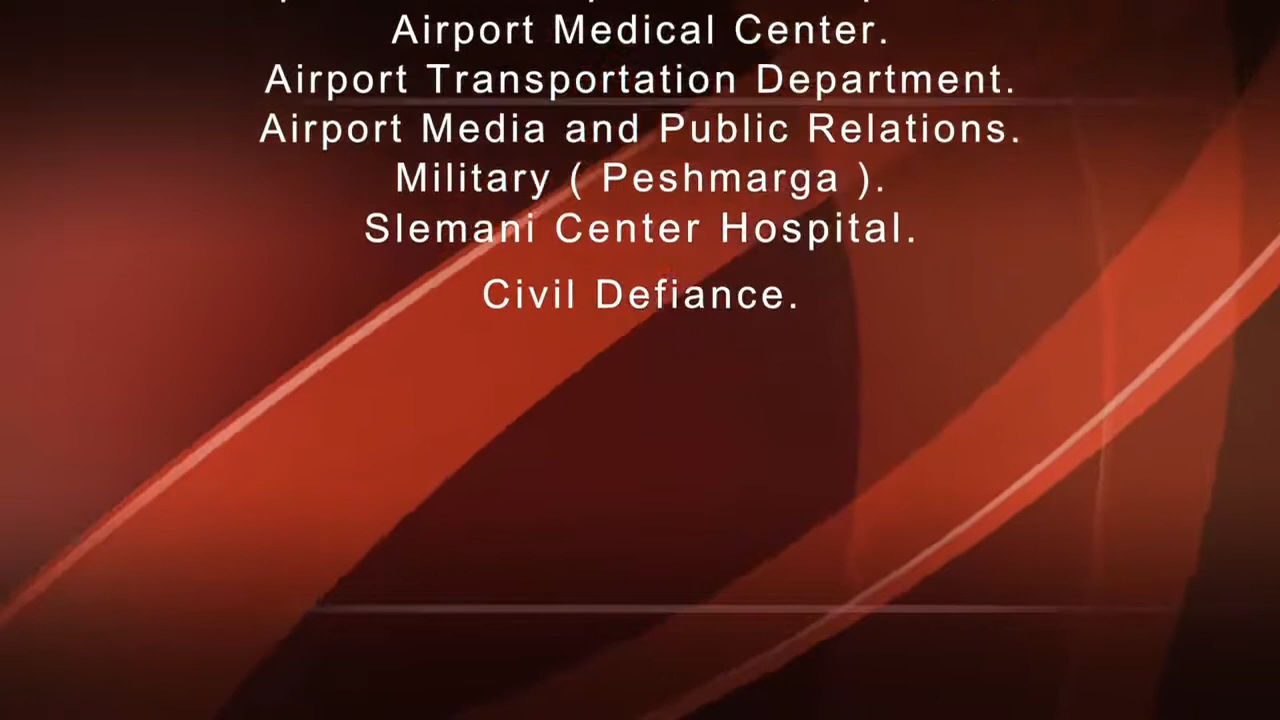 Airport Medical Center.
Airport Transportation Department.
Airport Media and Public Relations.
Military ( Peshmarga ).
Slemani Center Hospital.
Civil Defiance.